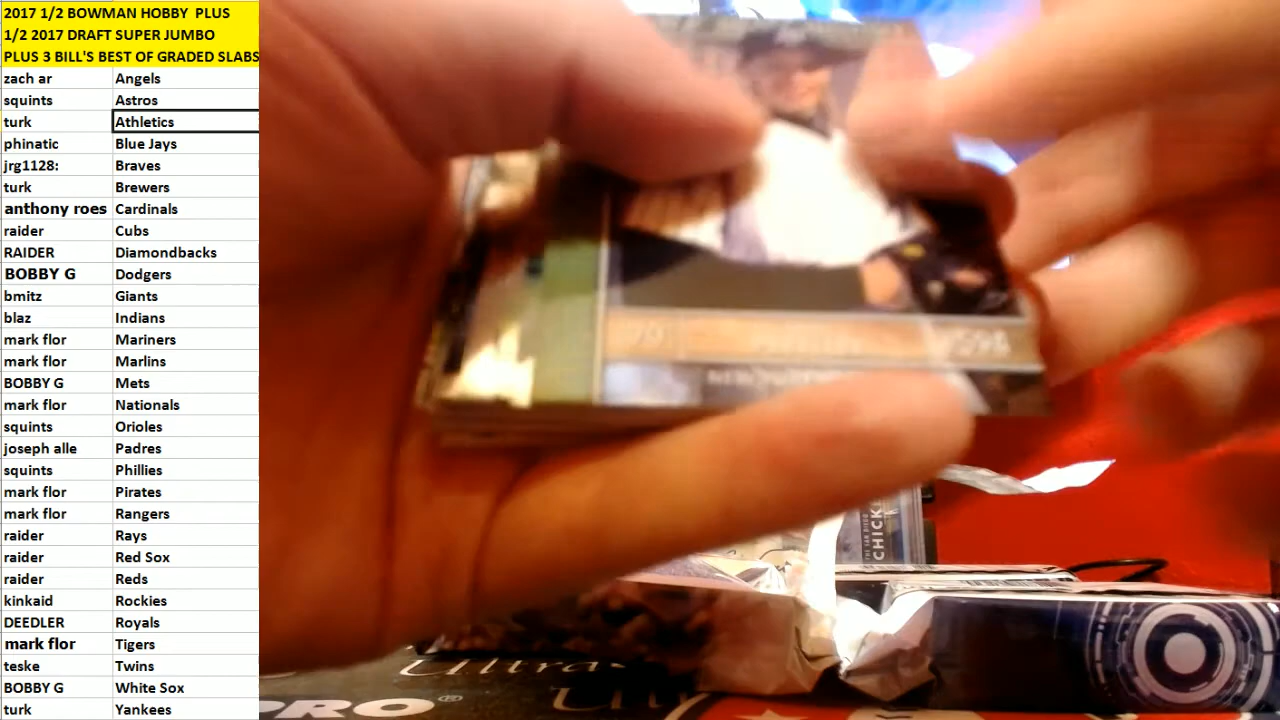 2017 1/2 BOWMAN HOBBY PLUS
1/2 2017 DRAFT SUPER JUMBO
PLUS 3 BILL'S BEST OF GRADED SLABS
zach ar Angels
squints Astros
turk Athletics
phinatic Blue Jays
jrg1128: Braves
turk Brewers
anthony roes Cardinals
raider Cubs
RAIDER Diamondbacks
BOBBY G Dodgers
bmitz Giants
blaz Indians
mark flor Mariners
mark flor Marlins
BOBBY G Mets
mark flor Nationals
squints Orioles
joseph alle Padres
squints Phillies
mark flor Pirates
mark flor Rangers
raider Rays
raider Red Sox
raider Reds
kinkaid Rockies
DEEDLER Royals
mark flor Tigers
teske Twins
BOBBY G White Sox
turk Yankees
CHICK
Ultra
PRO